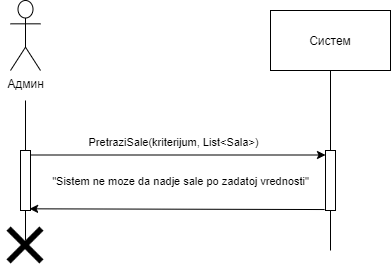 Систем
Админ
PretraziSale(kriterijum, List<Sala>)
"Sistem ne moze da nadje sale po zadatoj vrednosti"